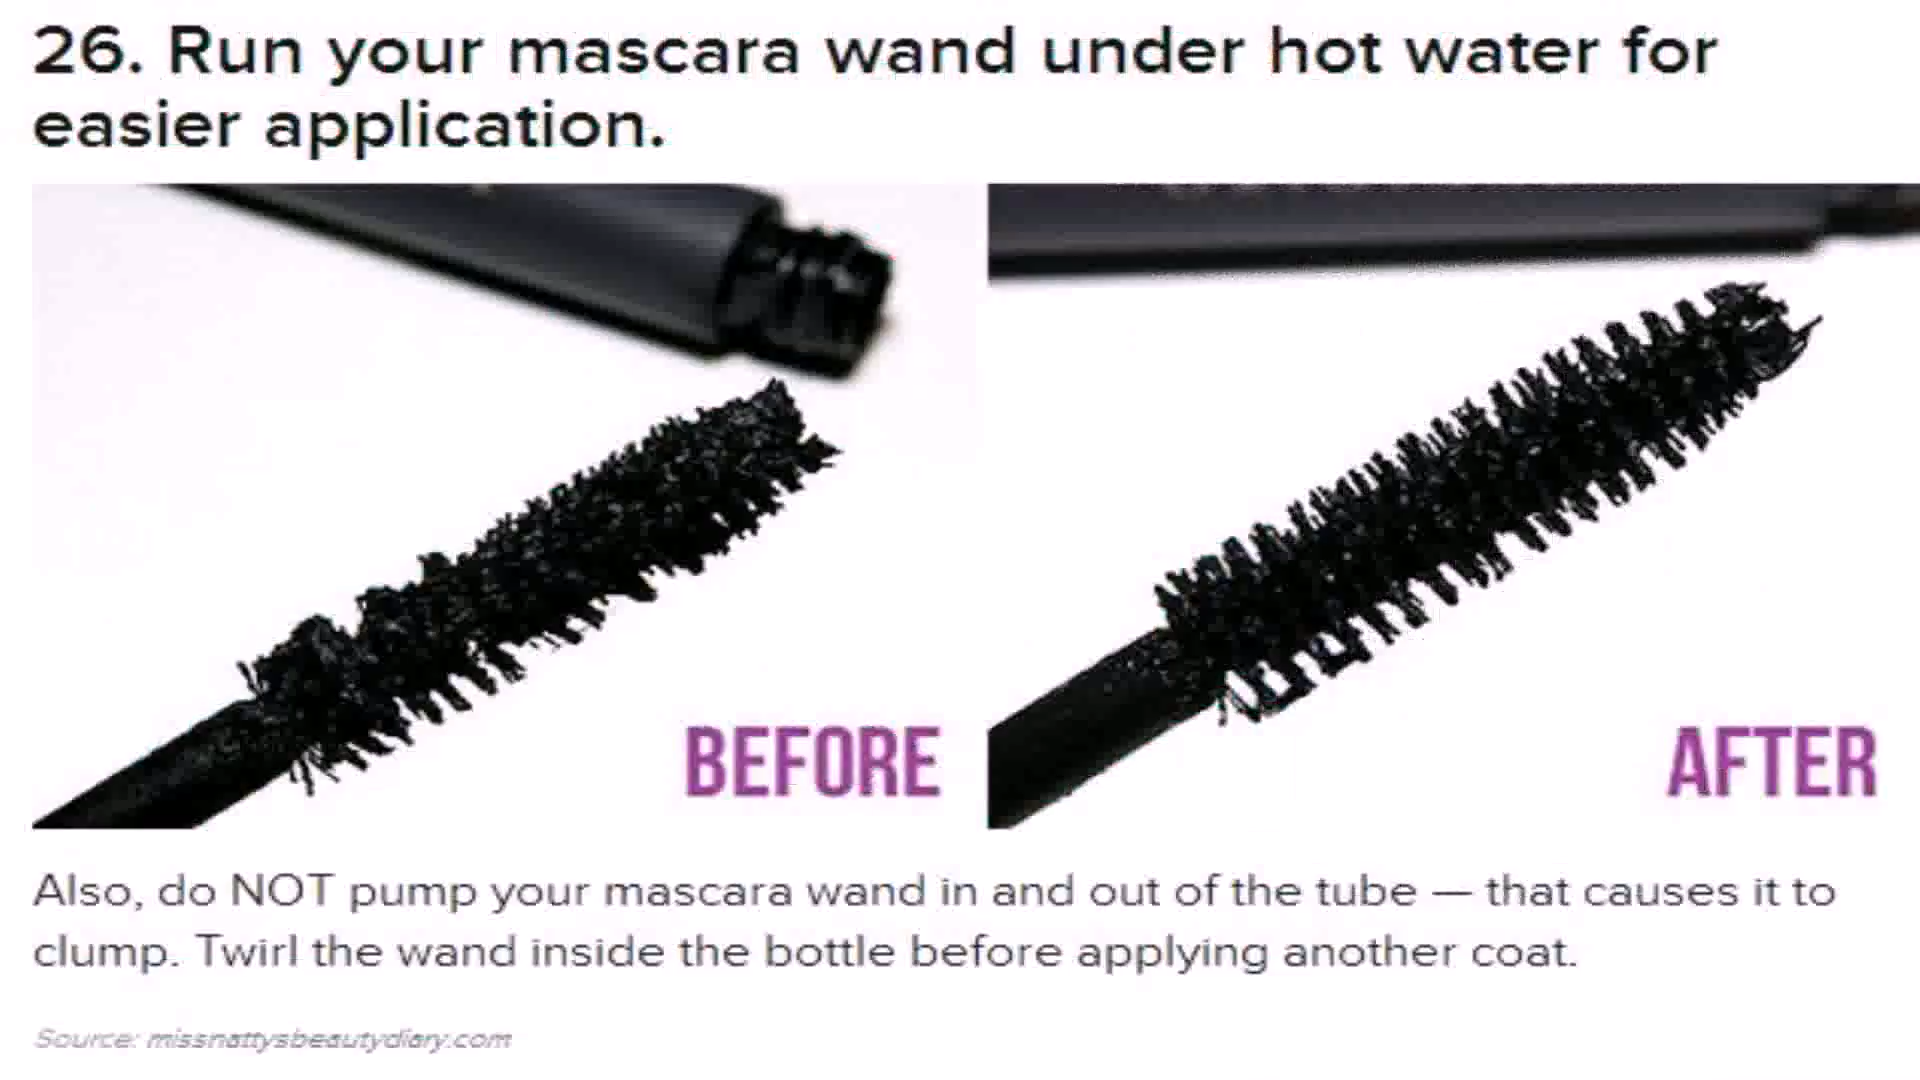 26. Run your mascara wand under hot water for
easier application.
BEFORE
AFTER
Also, do NOT pump your mascara wand in and out of the tube — that causes it to
clump. Twirl the wand inside the bottle before applying another coat.
Source: missnattysbeautydiary.com